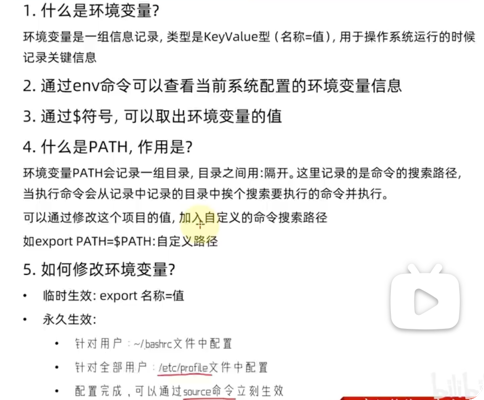 1. 什么是环境变量?
环境变量是一组信息记录, 类型是KeyValue型 (名称=值) , 用于操作系统运行的时候
记录关键信息
2. 通过env命令可以查看当前系统配置的环境变量信息
3. 通过$符号, 可以取出环境变量的值
4. 什么是PATH, 作用是?
环境变量PATH会记录一组目录, 目录之间用:隔开。这里记录的是命令的搜索路径,
当执行命令会从记录中记录的目录中挨个搜索要执行的命令并执行。
可以通过修改这个项目的值, 加入自定义的命令搜索路径
如export PATH=$PATH:自定义路径
5. 如何修改环境变量?
• 临时生效: export 名称=值
• 永久生效:
• 针对用户:~/bashrc文件中配置
• 针对全部用户:/etc/profile文件中配置
• 配置完成, 可以通过source命令立刻生效